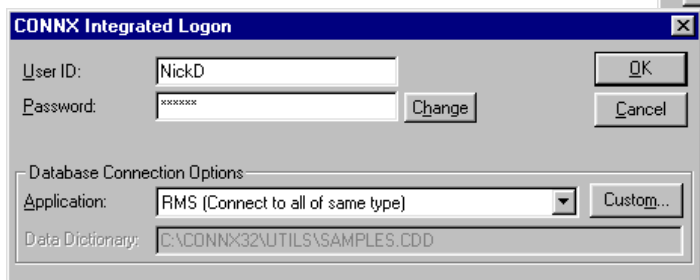 CONNX Integrated Logon
User ID: NickD OK
Password: ****** Change Cancel
Database Connection Options
Application: RMS (Connect to all of same type) Custom...
Data Dictionary: C:\CONNX32\UTILS\SAMPLES.CDD